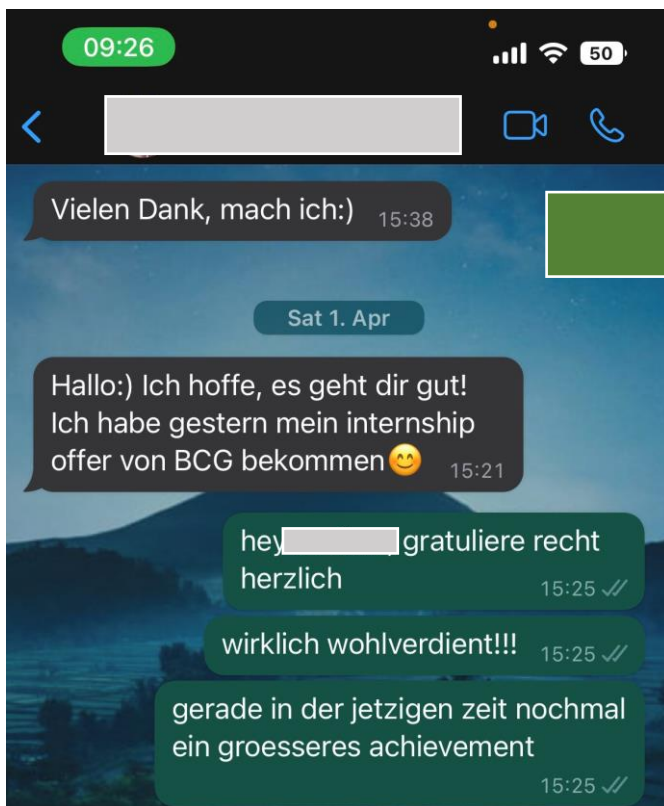 09:26
50
Vielen Dank, mach ich:) 15:38
Sat 1. Apr
Hallo:) Ich hoffe, es geht dir gut!
Ich habe gestern mein internship
offer von BCG bekommen😊 15:21
hey gratuliere recht
herzlich 15:25
wirklich wohlverdient!!! 15:25
gerade in der jetzigen zeit nochmal
ein groesseres achievement
15:25